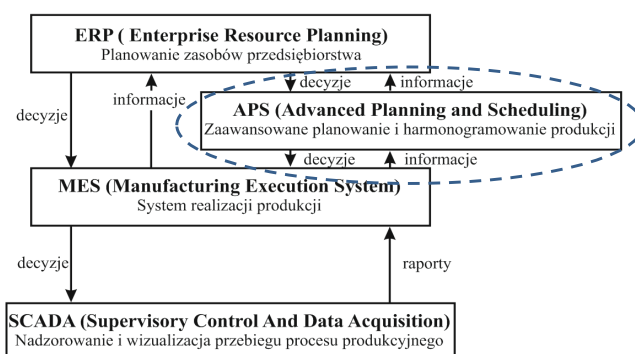 ERP ( Enterprise Resource Planning)
Planowanie zasobów przedsiębiorstwa
decyzje
informacje
decyzje
informacje
APS (Advanced Planning and Scheduling)
Zaawansowane planowanie i harmonogramowanie produkcji
decyzje
informacje
MES (Manufacturing Execution System)
System realizacji produkcji
decyzje
raporty
SCADA (Supervisory Control And Data Acquisition)
Nadzorowanie i wizualizacja przebiegu procesu produkcyjnego